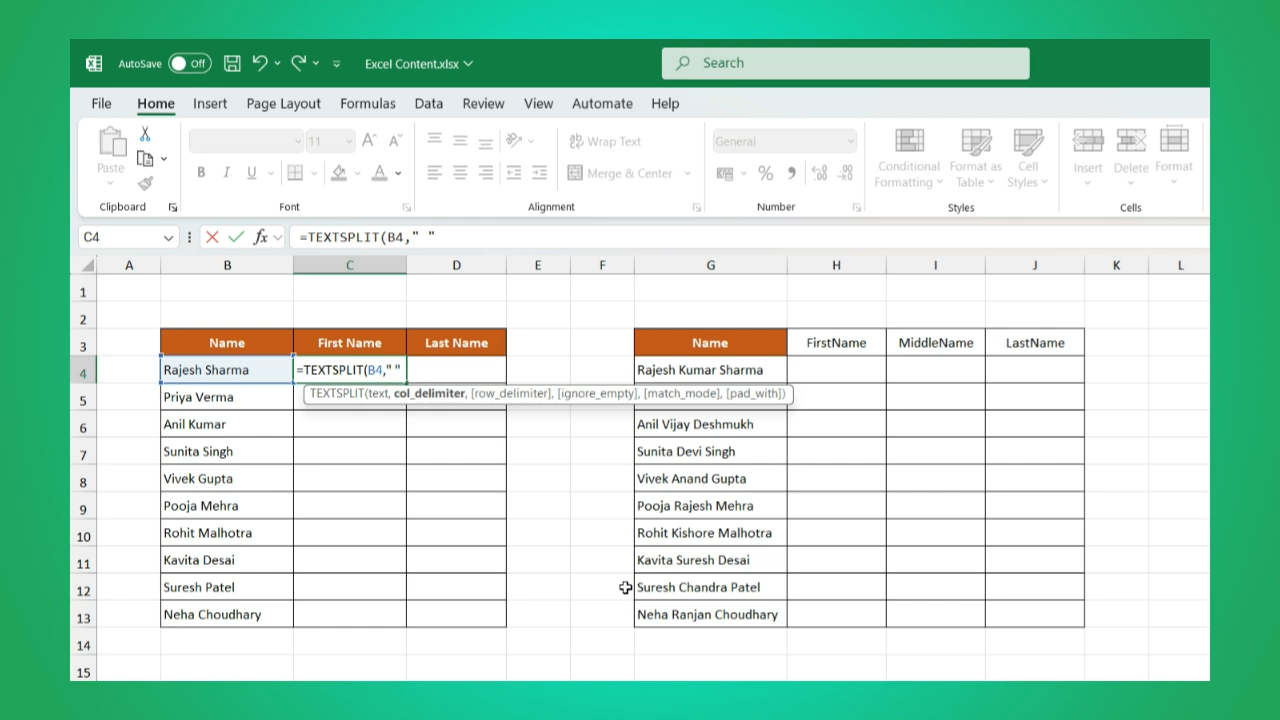 AutoSave Off Excel Content.xlsx Search
File Home Insert Page Layout Formulas Data Review View Automate Help
Paste
11 A^ A˅
B I U A
Wrap Text
Merge & Center
General
% 9
Conditional Formatting
Format as Table
Cell Styles
Insert Delete Format
Clipboard Font Alignment Number Styles Cells
C4 fx =TEXTSPLIT(B4," "
A B C D E F G H I J K L
1
2
3 Name First Name Last Name Name FirstName MiddleName LastName
4 Rajesh Sharma =TEXTSPLIT(B4," " Rajesh Kumar Sharma
TEXTSPLIT(text, col_delimiter, [row_delimiter], [ignore_empty], [match_mode], [pad_with])
5 Priya Verma
6 Anil Kumar Anil Vijay Deshmukh
7 Sunita Singh Sunita Devi Singh
8 Vivek Gupta Vivek Anand Gupta
9 Pooja Mehra Pooja Rajesh Mehra
10 Rohit Malhotra Rohit Kishore Malhotra
11 Kavita Desai Kavita Suresh Desai
12 Suresh Patel Suresh Chandra Patel
13 Neha Choudhary Neha Ranjan Choudhary
14
15